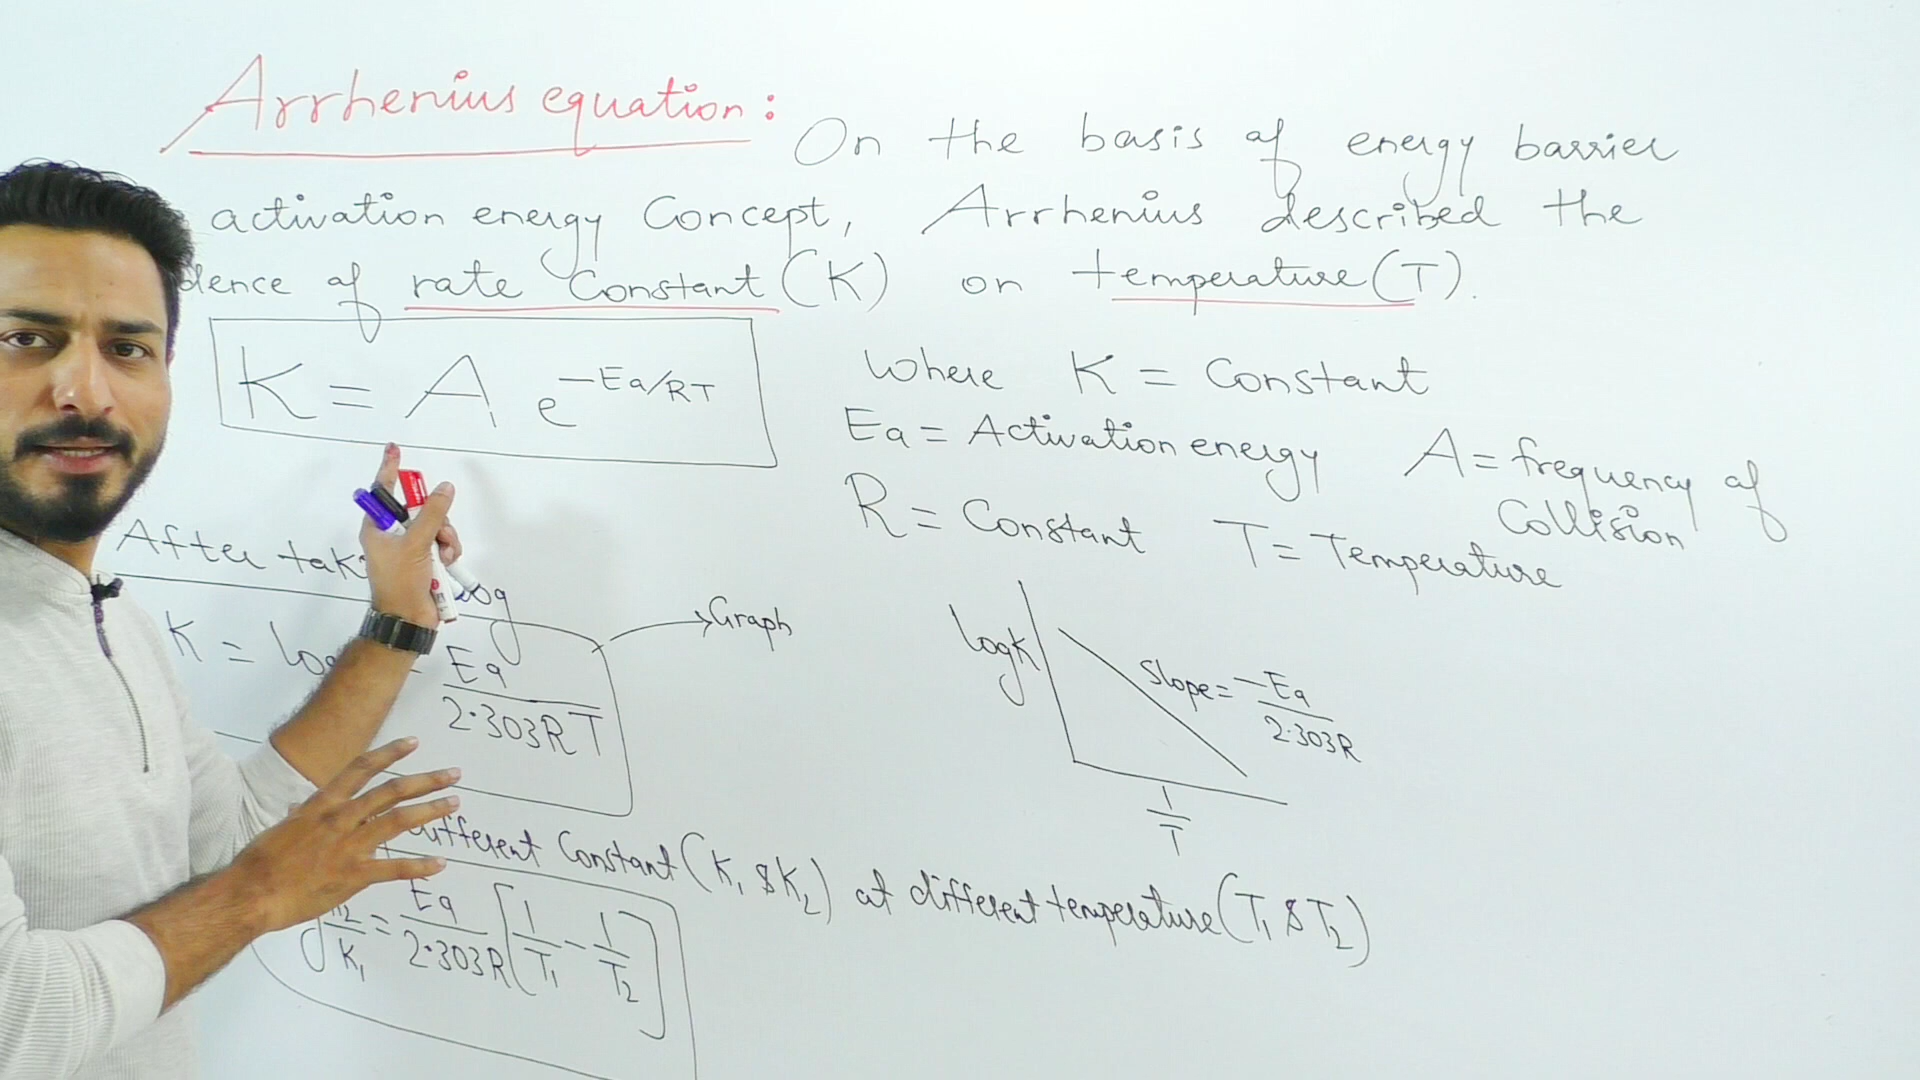 Arrhenius equation:
On the basis of energy barrier
activation energy Concept, Arrhenius described the
dence of rate Constant (K) on temperature (T).
K = A e^-Ea/RT
Where K = Constant
Ea = Activation energy A = frequency of Collision
R = Constant T = Temperature
After tak log
K = log - Ea/2.303RT
→ Graph
log K
Slope = -Ea/2.303R
1/T
different Constant (K₁ & K₂) at different temperature (T₁ & T₂)
K₂/K₁ = Ea/2.303R [1/T₁ - 1/T₂]